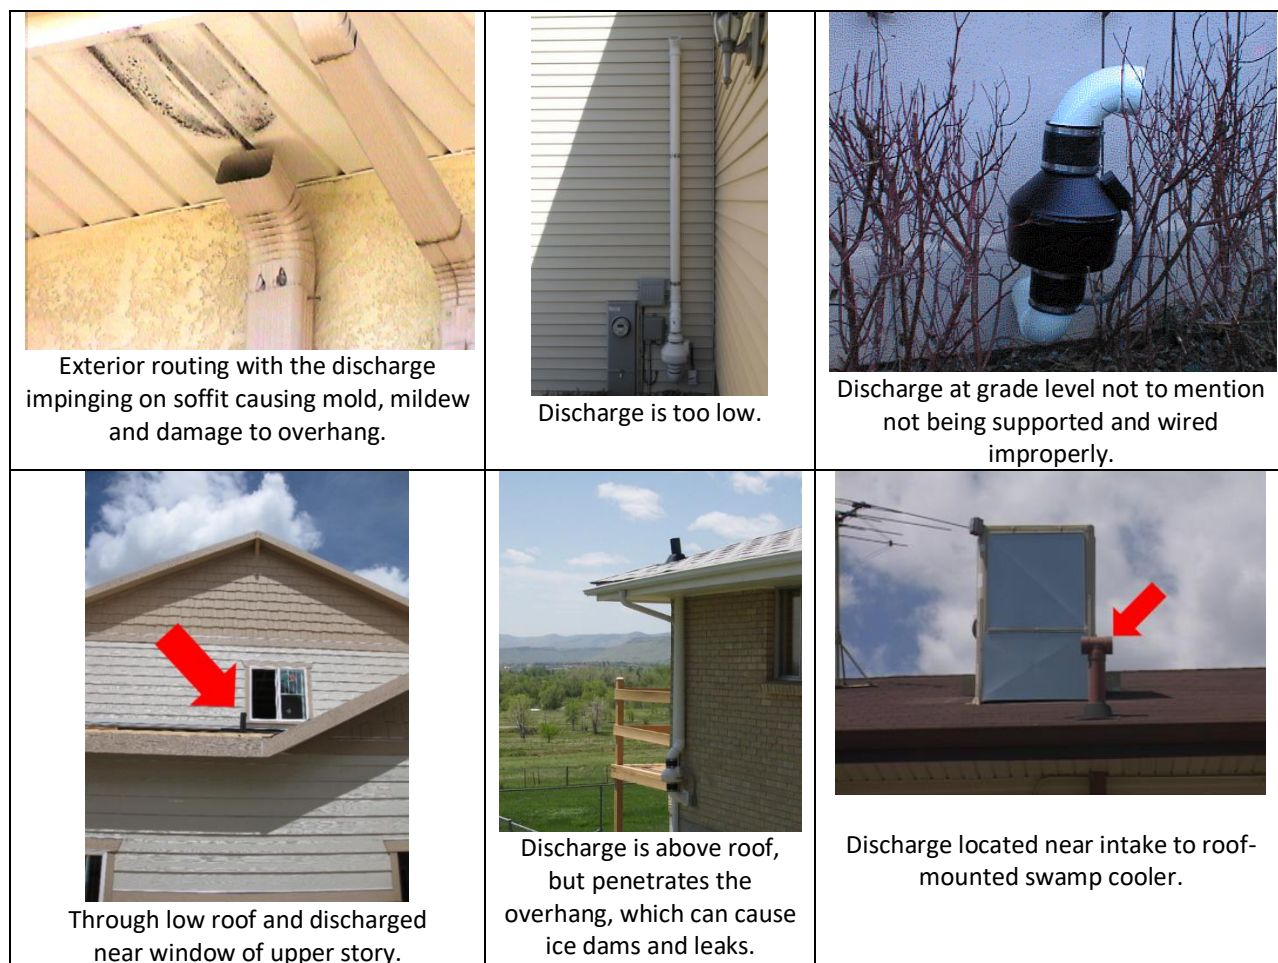 Exterior routing with the discharge
impinging on soffit causing mold, mildew
and damage to overhang.
Discharge is too low.
Discharge at grade level not to mention
not being supported and wired
improperly.
Through low roof and discharged
near window of upper story.
Discharge is above roof,
but penetrates the
overhang, which can cause
ice dams and leaks.
Discharge located near intake to roof-
mounted swamp cooler.